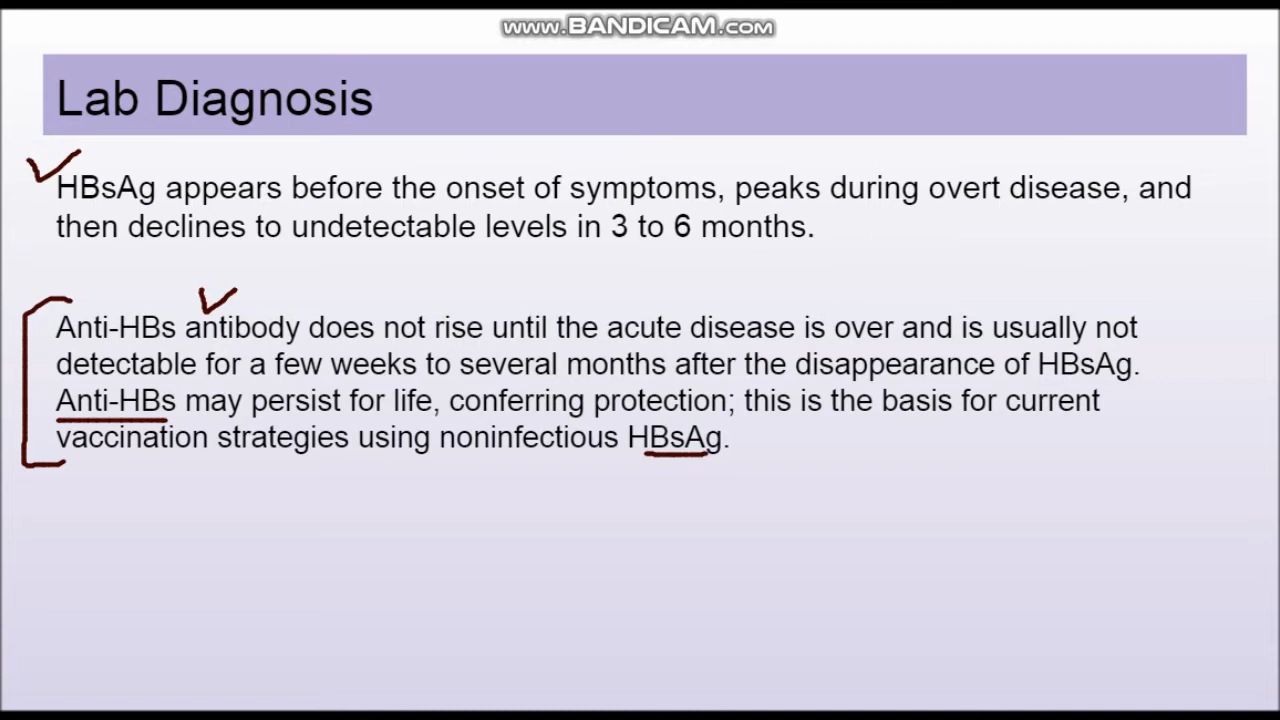 www.BANDICAM.com
Lab Diagnosis
HBsAg appears before the onset of symptoms, peaks during overt disease, and
then declines to undetectable levels in 3 to 6 months.
Anti-HBs antibody does not rise until the acute disease is over and is usually not
detectable for a few weeks to several months after the disappearance of HBsAg.
Anti-HBs may persist for life, conferring protection; this is the basis for current
vaccination strategies using noninfectious HBsAg.